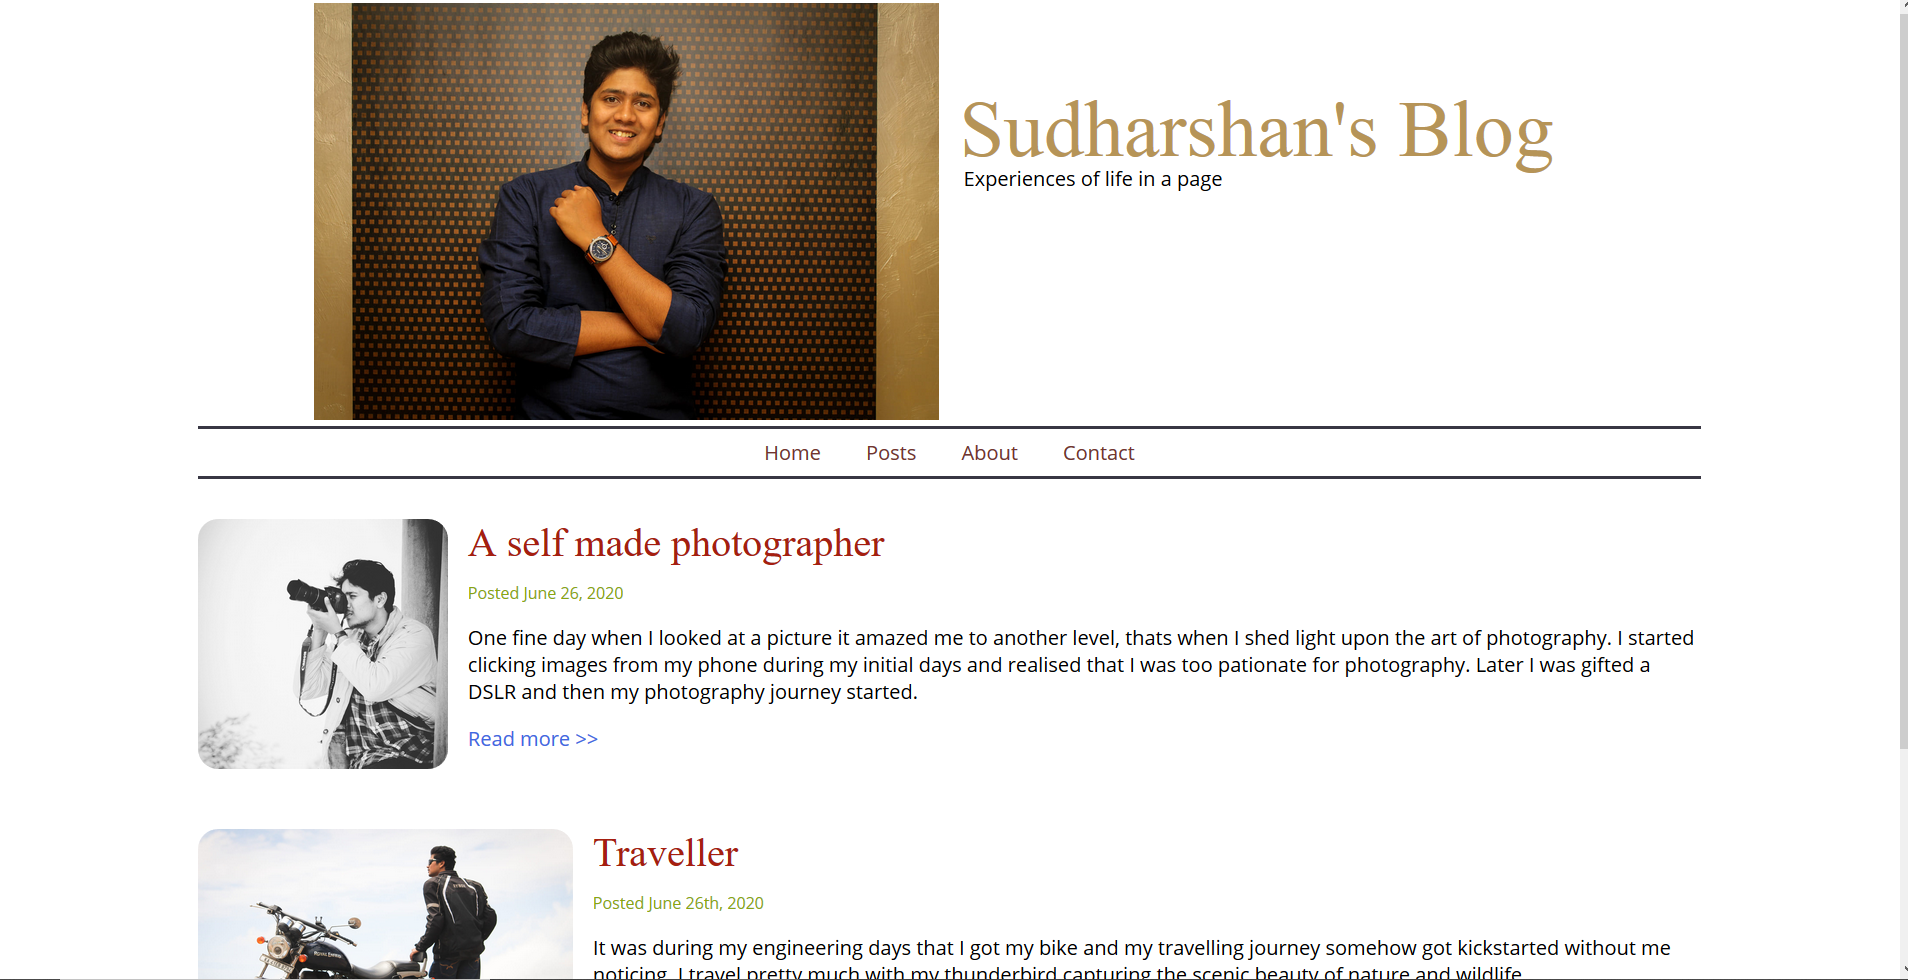 Sudharshan's Blog
Experiences of life in a page
Home Posts About Contact
A self made photographer
Posted June 26, 2020
One fine day when I looked at a picture it amazed me to another level, thats when I shed light upon the art of photography. I started
clicking images from my phone during my initial days and realised that I was too pationate for photography. Later I was gifted a
DSLR and then my photography journey started.
Read more >>
Traveller
Posted June 26th, 2020
It was during my engineering days that I got my bike and my travelling journey somehow got kickstarted without me
noticing. I travel pretty much with my thunderbird capturing the scenic beauty of nature and wildlife.